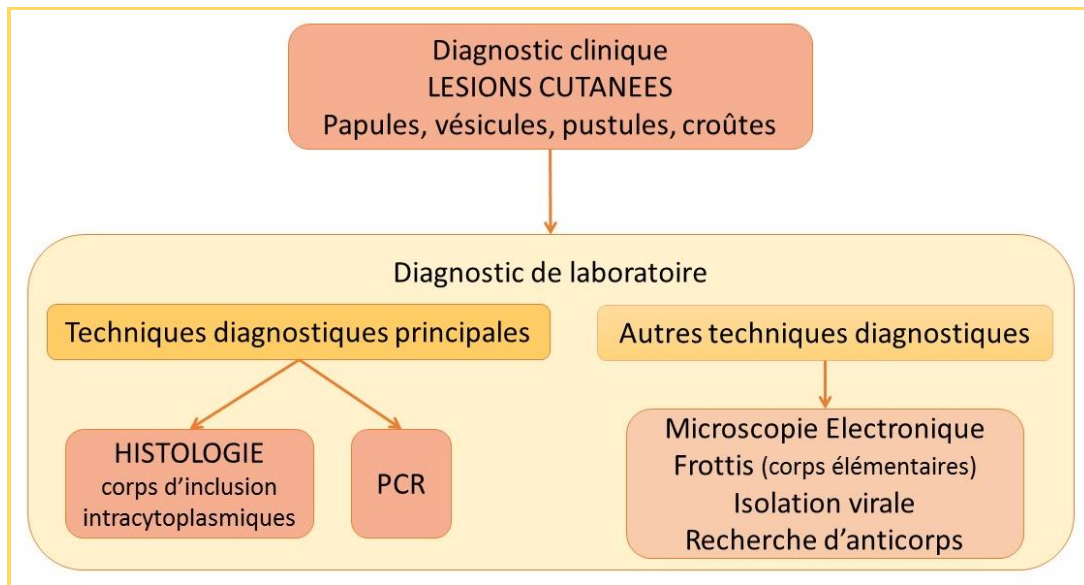 Diagnostic clinique
LESIONS CUTANEES
Papules, vésicules, pustules, croûtes
Diagnostic de laboratoire
Techniques diagnostiques principales
HISTOLOGIE
corps d’inclusion
intracytoplasmiques
PCR
Autres techniques diagnostiques
Microscopie Electronique
Frottis (corps élémentaires)
Isolation virale
Recherche d’anticorps